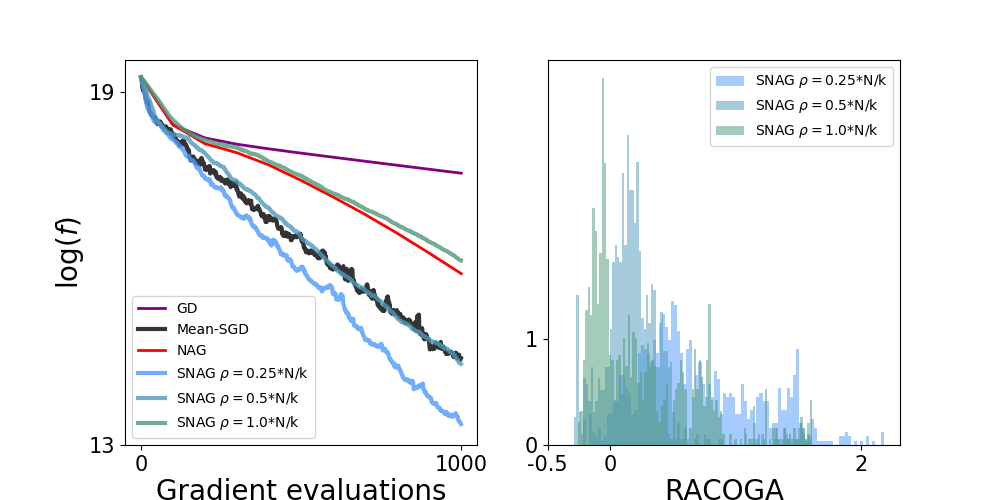 19
13
0
1000
log(f)
Gradient evaluations
GD
Mean-SGD
NAG
SNAG ρ = 0.25*N/k
SNAG ρ = 0.5*N/k
SNAG ρ = 1.0*N/k
SNAG ρ = 0.25*N/k
SNAG ρ = 0.5*N/k
SNAG ρ = 1.0*N/k
1
0
-0.5
0
2
RACOGA